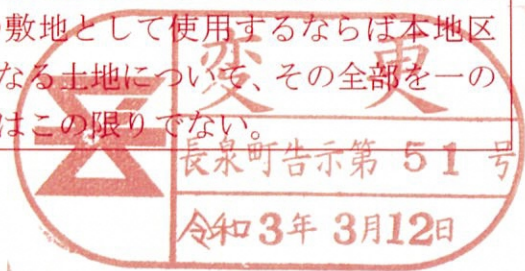 敷地として使用するならば本地区
なる土地について、その全部を一の
はこの限りでない。
変更
長泉町告示第 51 号
令和3年 3月12日